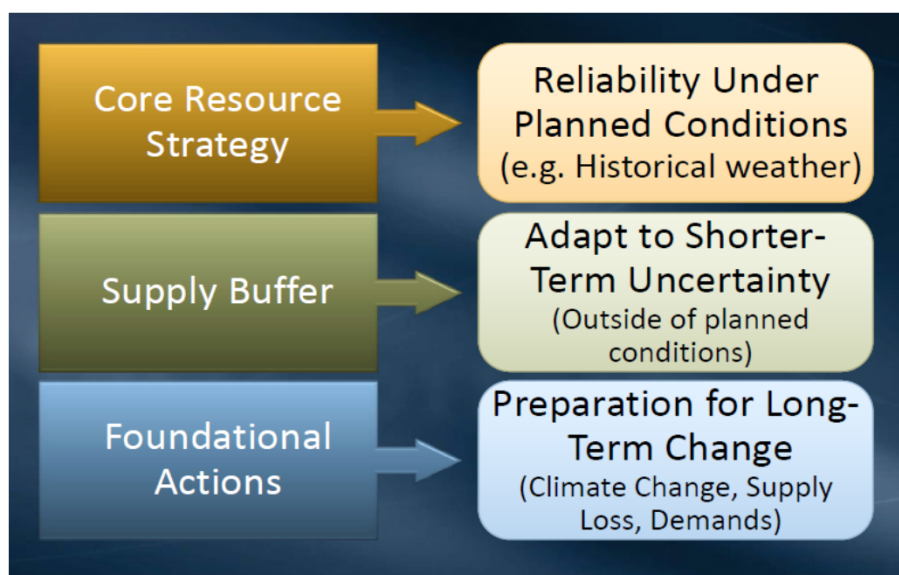 Core Resource
Strategy
Reliability Under
Planned Conditions
(e.g. Historical weather)
Supply Buffer
Adapt to Shorter-
Term Uncertainty
(Outside of planned
conditions)
Foundational
Actions
Preparation for Long-
Term Change
(Climate Change, Supply
Loss, Demands)